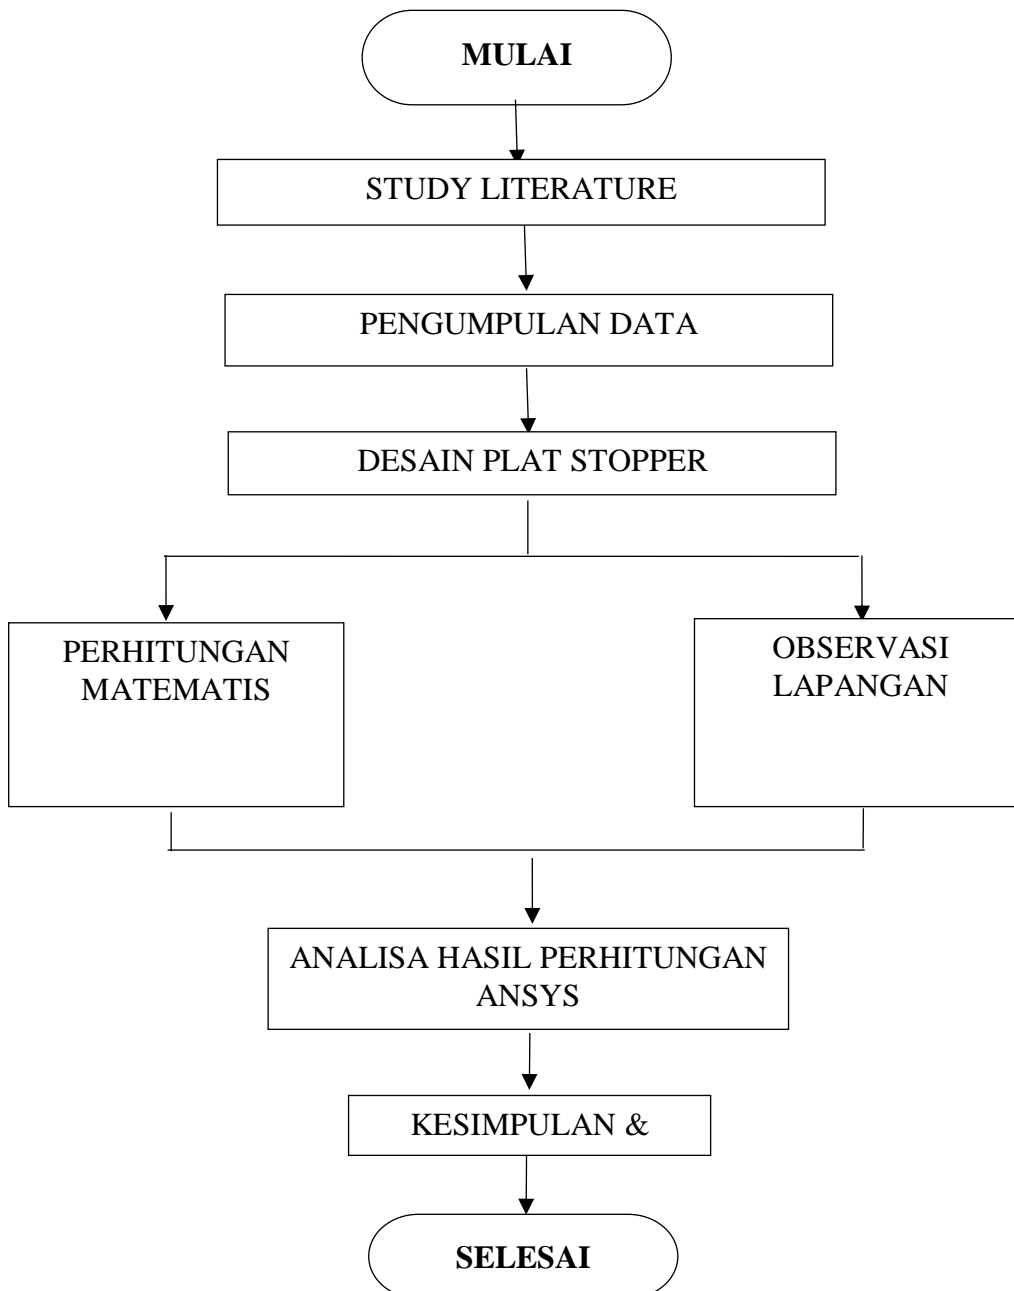 MULAI
STUDY LITERATURE
PENGUMPULAN DATA
DESAIN PLAT STOPPER
PERHITUNGAN
MATEMATIS
OBSERVASI
LAPANGAN
ANALISA HASIL PERHITUNGAN
ANSYS
KESIMPULAN &
SELESAI